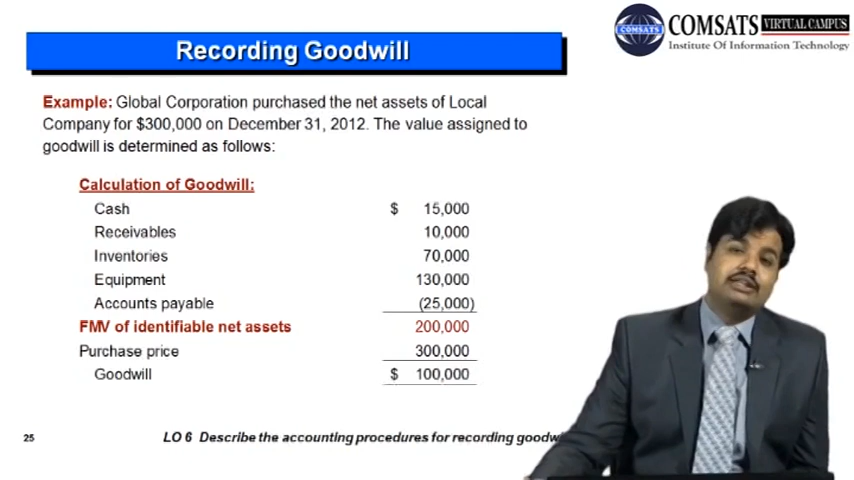 COMSATS VIRTUAL CAMPUS
Institute Of Information Technology
COMSATS
Recording Goodwill
Example: Global Corporation purchased the net assets of Local
Company for $300,000 on December 31, 2012. The value assigned to
goodwill is determined as follows:
Calculation of Goodwill:
Cash $ 15,000
Receivables 10,000
Inventories 70,000
Equipment 130,000
Accounts payable (25,000)
FMV of identifiable net assets 200,000
Purchase price 300,000
Goodwill $ 100,000
25
LO 6 Describe the accounting procedures for recording goodw